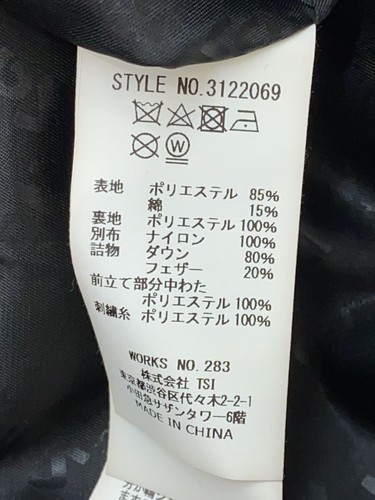 STYLE NO.3122069
W
表地 ポリエステル 85%
綿 15%
裏地 ポリエステル 100%
別布 ナイロン 100%
詰物 ダウン 80%
フェザー 20%
前立て部分中わた
ポリエステル 100%
刺繍糸 ポリエステル 100%
WORKS NO. 283
株式会社 TSI
東京都渋谷区代々木2-2-1
小田急サザンタワー6階
MADE IN CHINA